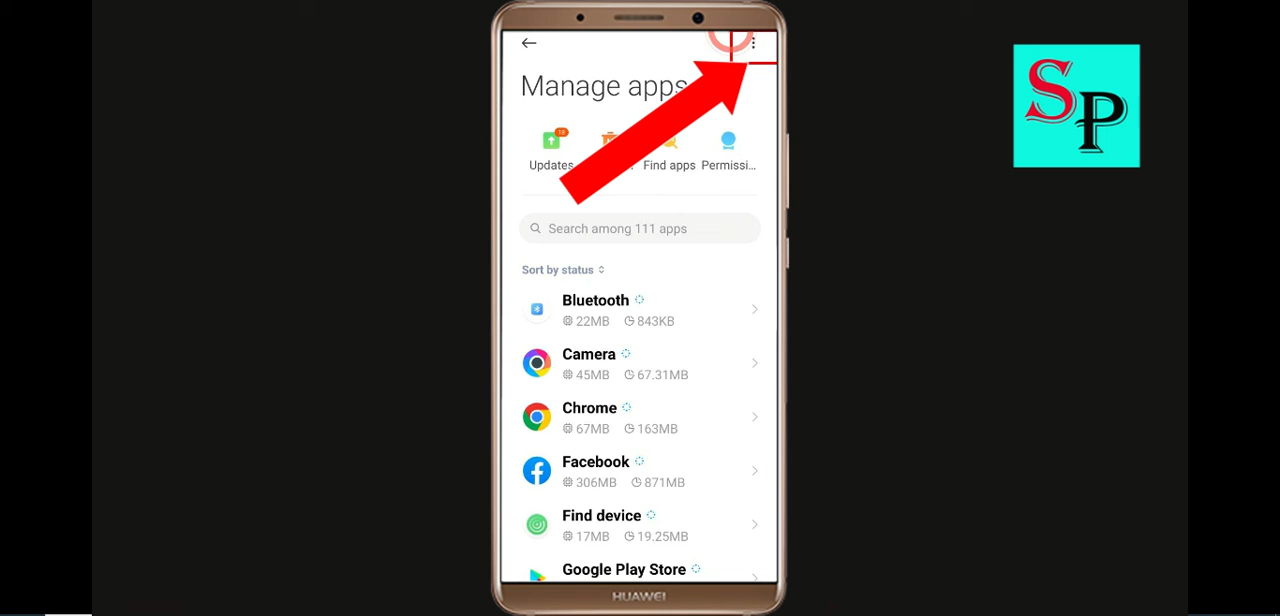 Manage apps
18
Updates
Find apps
Permissi...
Search among 111 apps
Sort by status
Bluetooth
22MB 843KB
Camera
45MB 67.31MB
Chrome
67MB 163MB
Facebook
306MB 871MB
Find device
17MB 19.25MB
Google Play Store
HUAWEI
SP